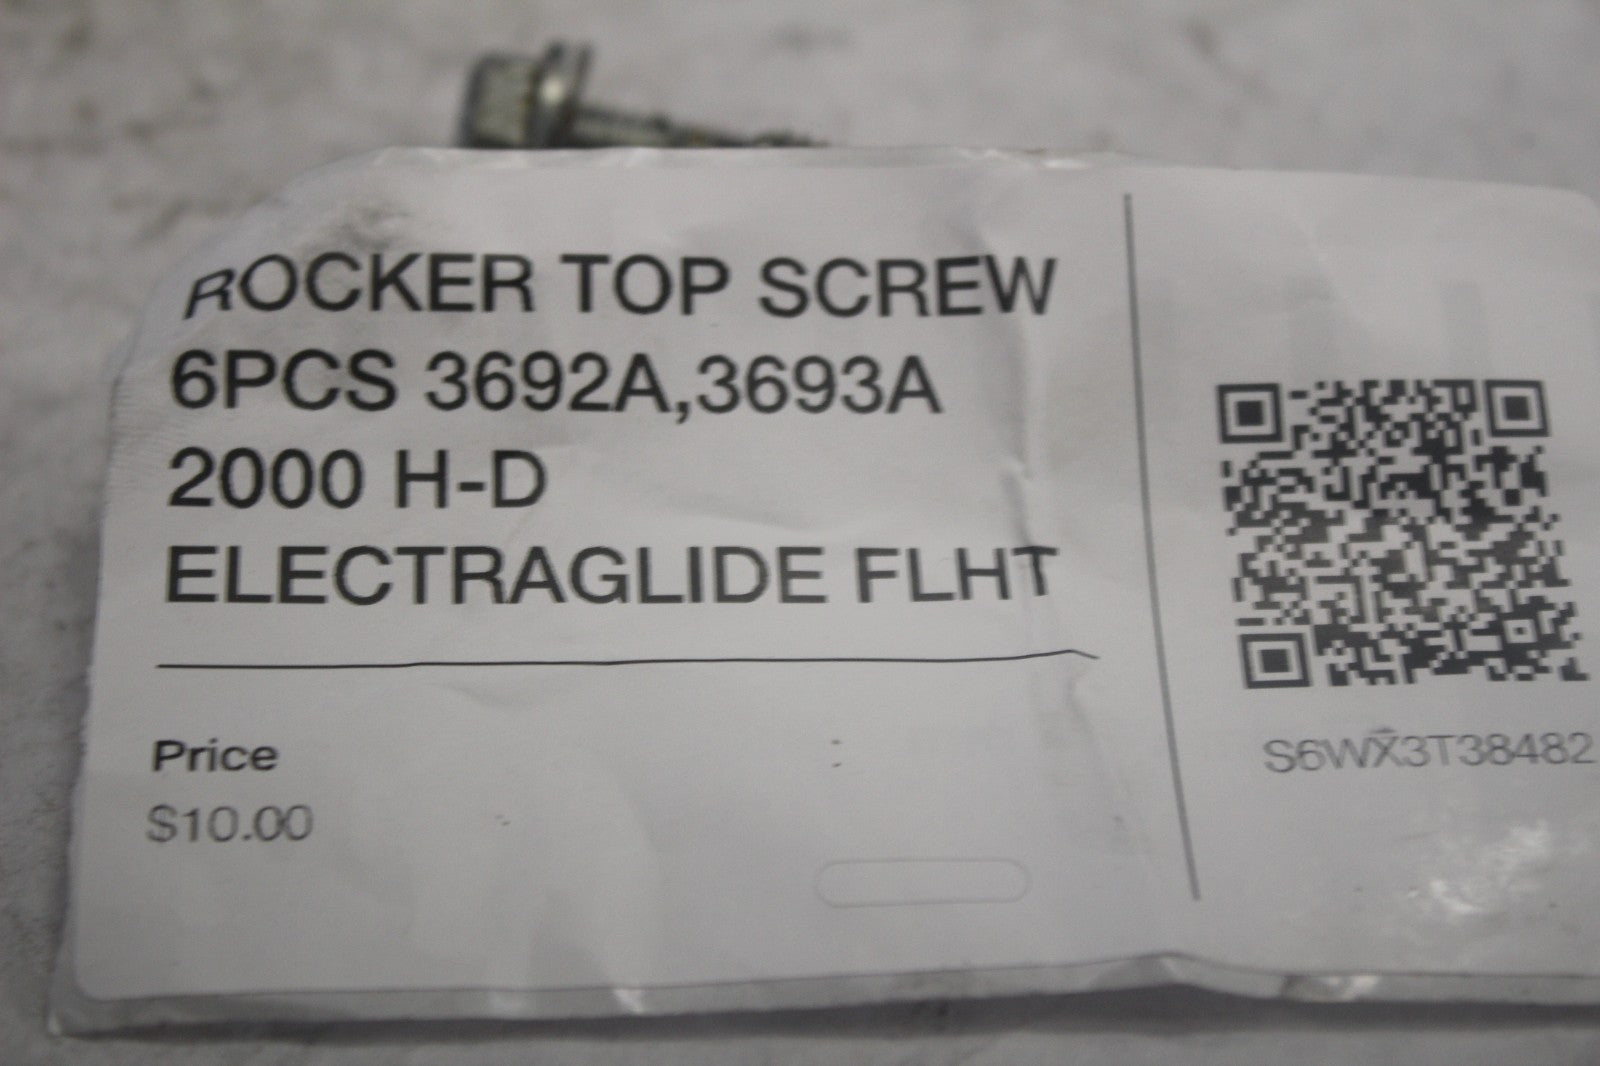 ROCKER TOP SCREW
6PCS 3692A,3693A
2000 H-D
ELECTRAGLIDE FLHT
Price
$10.00
S6WX3T38482